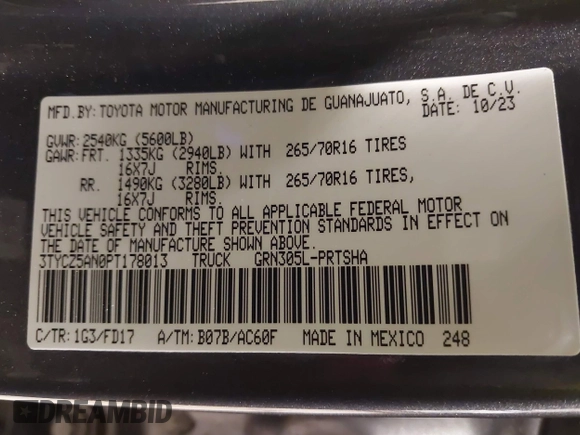 MFD.BY:TOYOTA MOTOR MANUFACTURING DE GUANAJUATO, S.A. DE C.V.
DATE: 10/23
GVWR:2540KG (5600LB)
GAWR:FRT. 1335KG (2940LB) WITH 265/70R16 TIRES
16X7J RIMS.
RR. 1490KG (3280LB) WITH 265/70R16 TIRES,
16X7J RIMS.
THIS VEHICLE CONFORMS TO ALL APPLICABLE FEDERAL MOTOR
VEHICLE SAFETY AND THEFT PREVENTION STANDARDS IN EFFECT ON
THE DATE OF MANUFACTURE SHOWN ABOVE.
3TYCZ5AN0PT178013 TRUCK GRN305L-PRTSHA
C/TR:1G3/FD17 A/TM:B07B/AC60F MADE IN MEXICO 248
DREAMBID